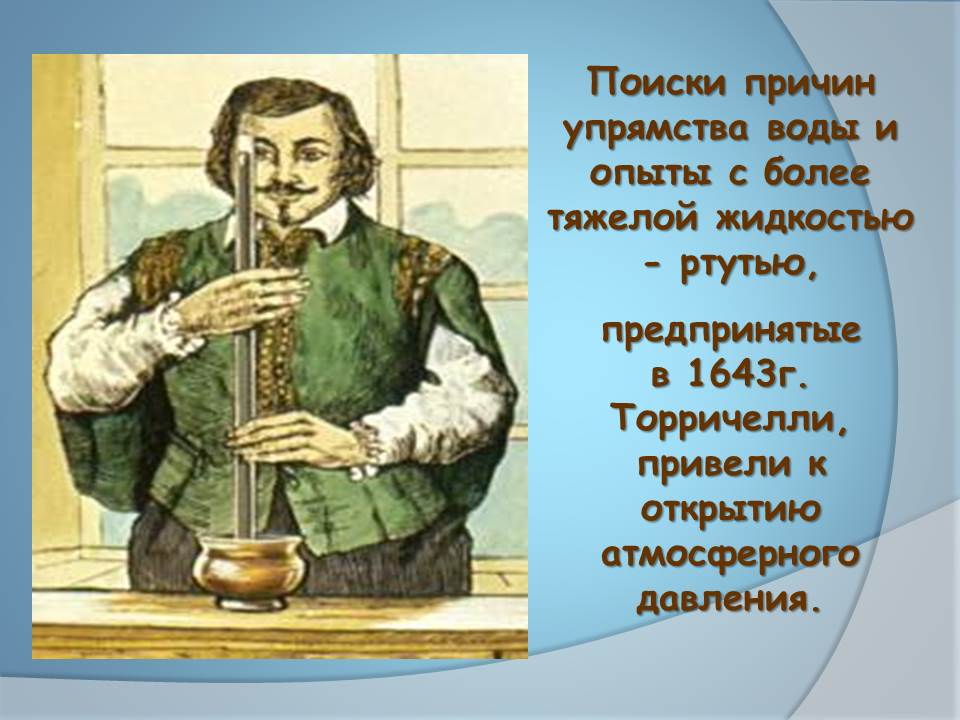 Поиски причин
упрямства воды и
опыты с более
тяжелой жидкостью
- ртутью,
предпринятые
в 1643г.
Торричелли,
привели к
открытию
атмосферного
давления.